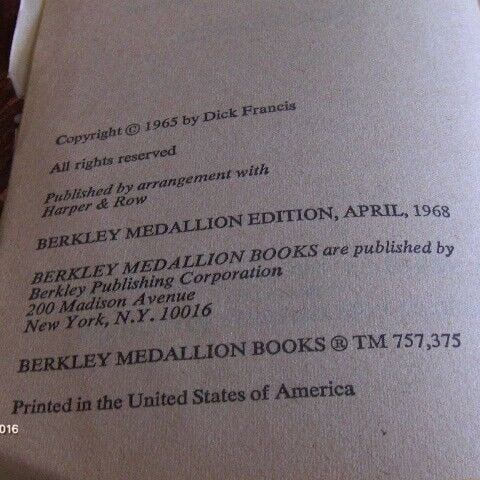 Copyright © 1965 by Dick Francis
All rights reserved
Published by arrangement with
Harper & Row
BERKLEY MEDALLION EDITION, APRIL, 1968
BERKLEY MEDALLION BOOKS are published by
Berkley Publishing Corporation
200 Madison Avenue
New York, N.Y. 10016
BERKLEY MEDALLION BOOKS ® TM 757,375
Printed in the United States of America
016